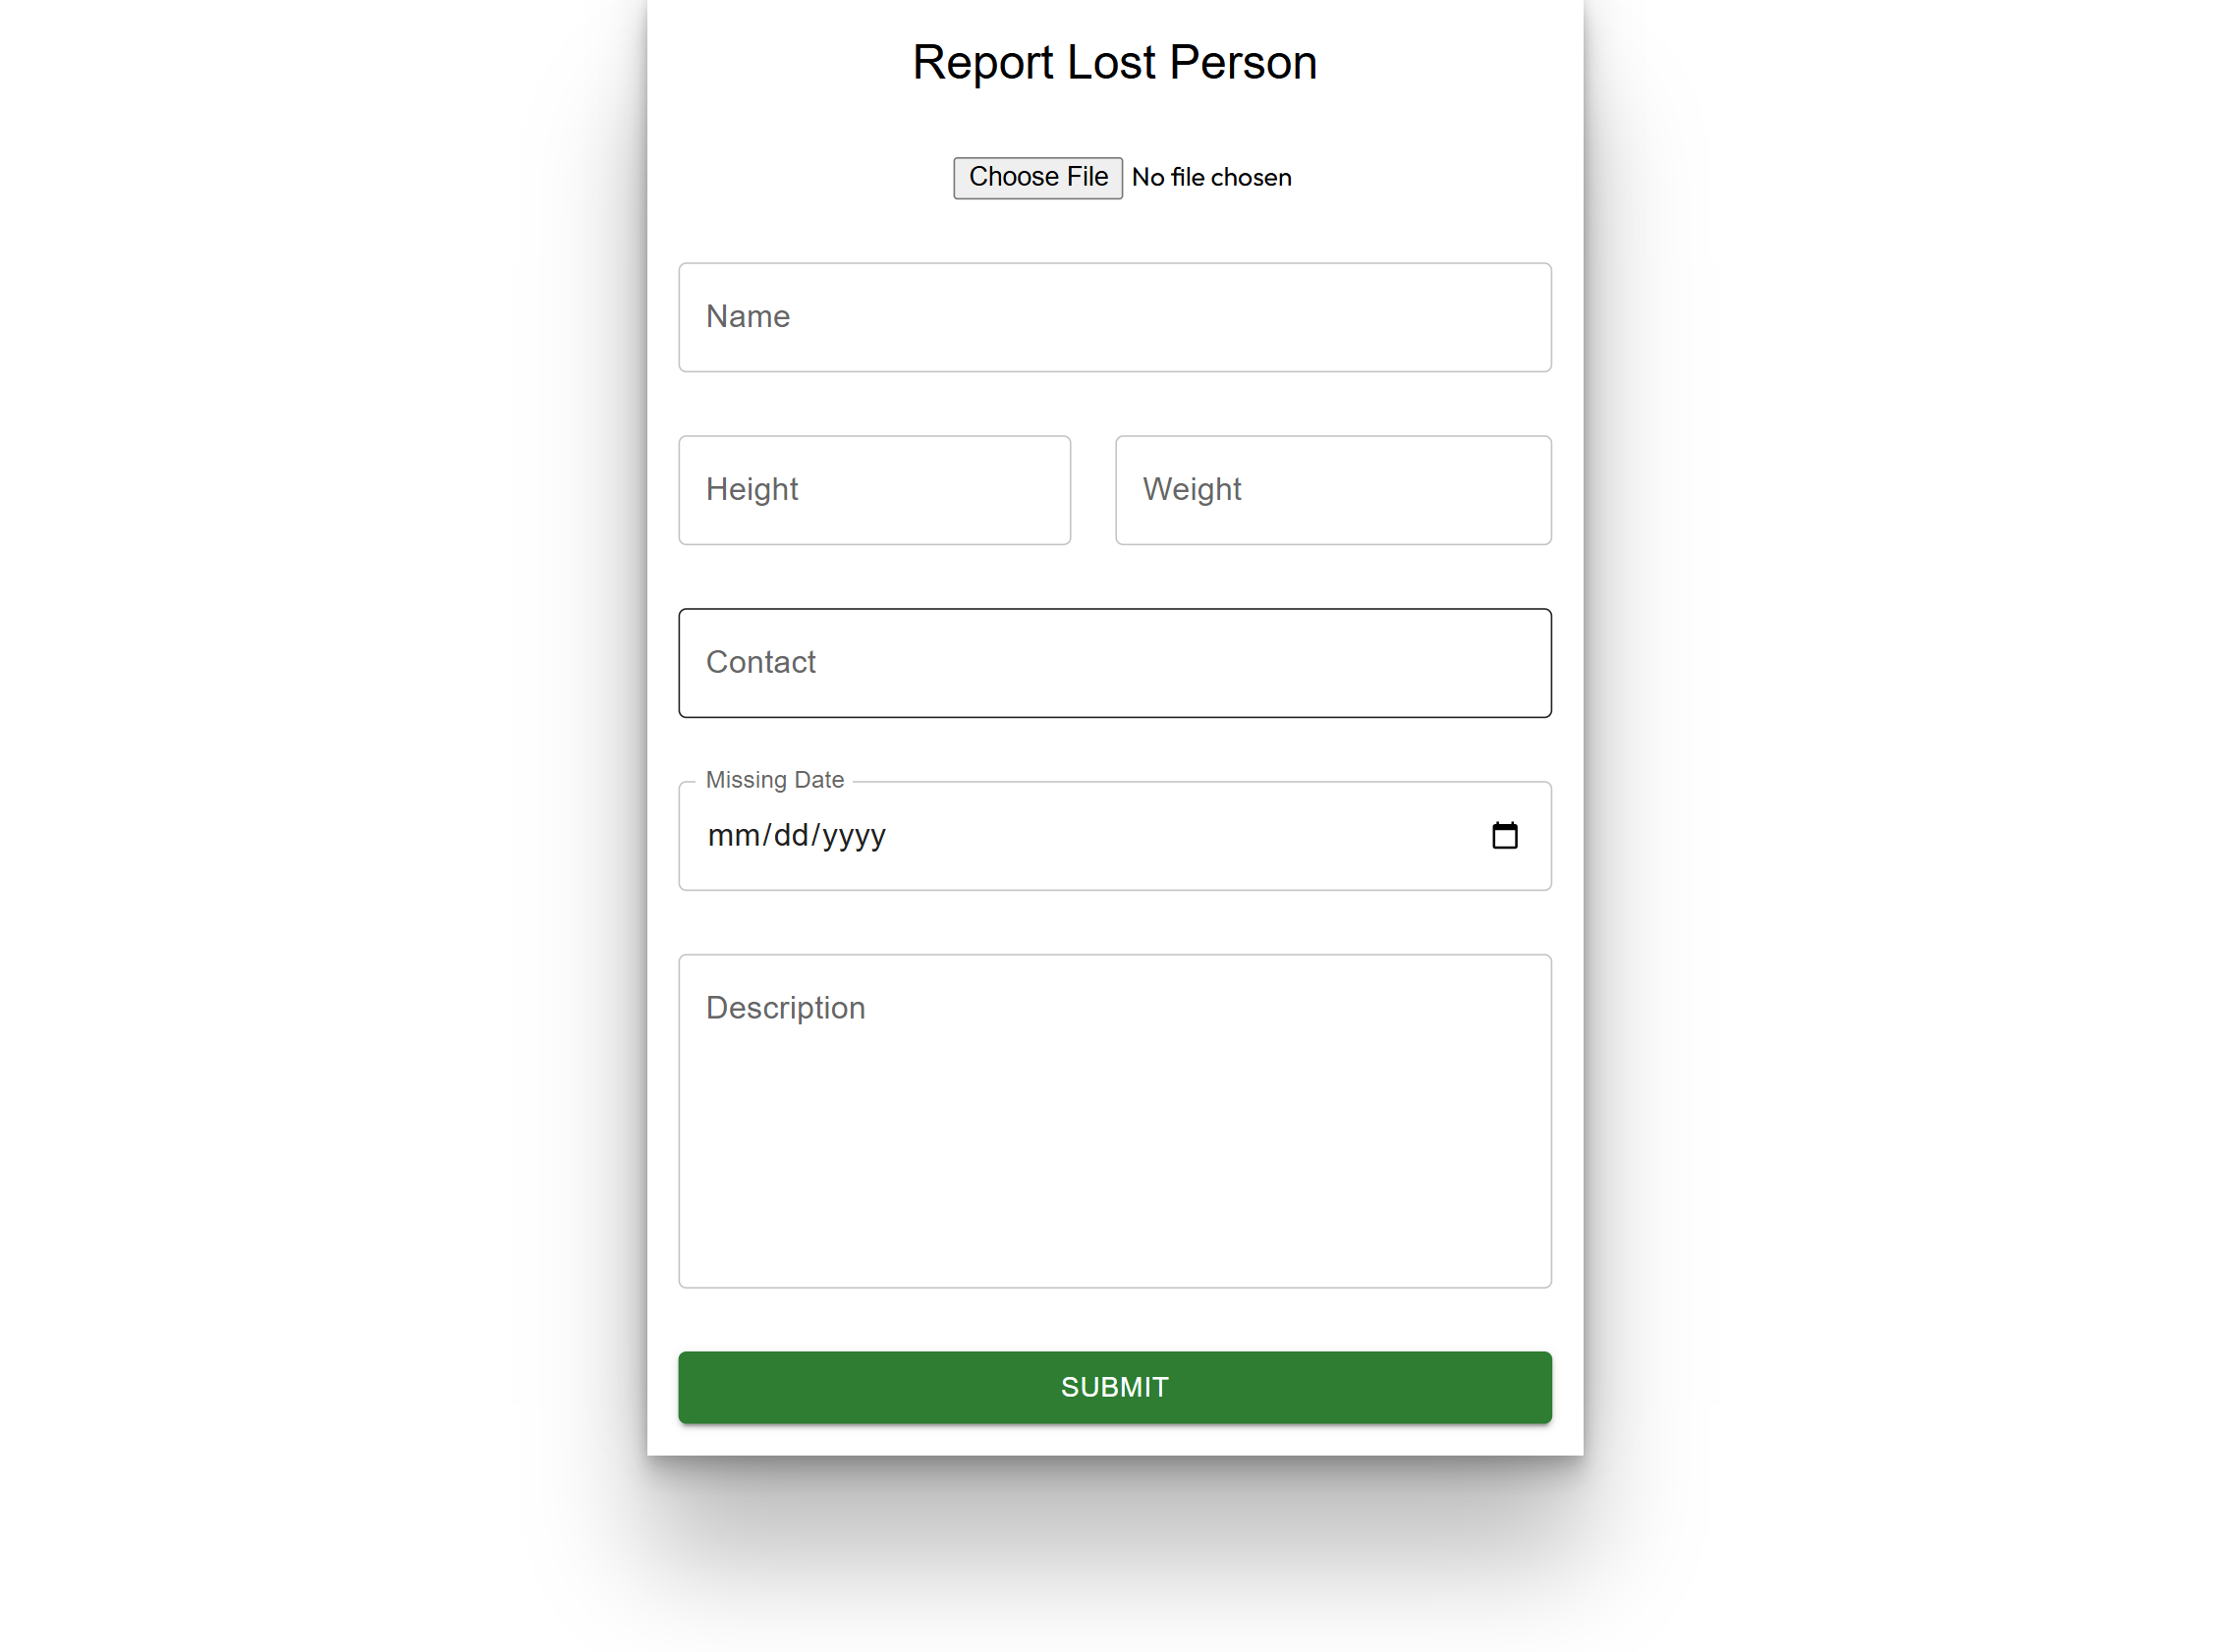 Report Lost Person
Choose File No file chosen
Name
Height Weight
Contact
Missing Date
mm/dd/yyyy
Description
SUBMIT